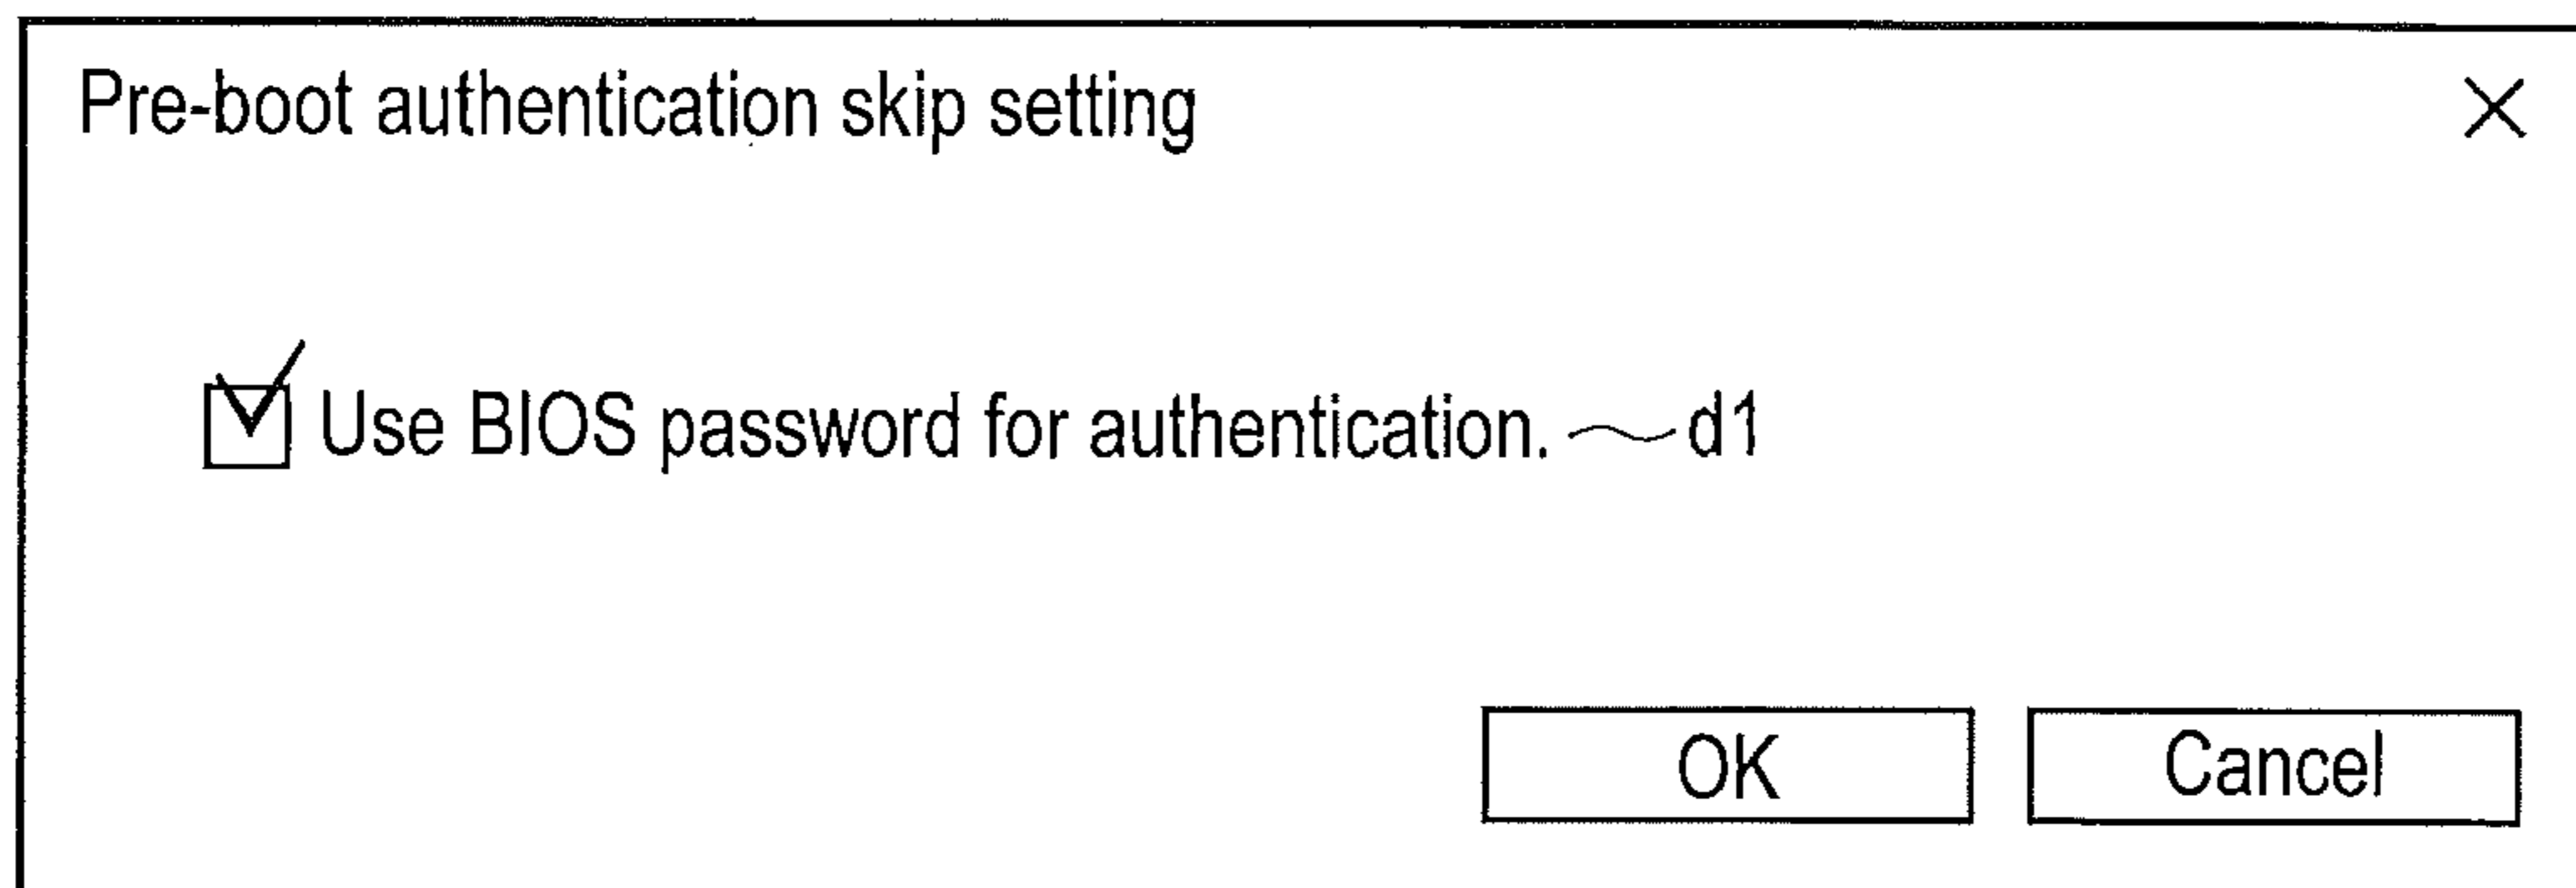 Pre-boot authentication skip setting
Use BIOS password for authentication. d1
OK
Cancel